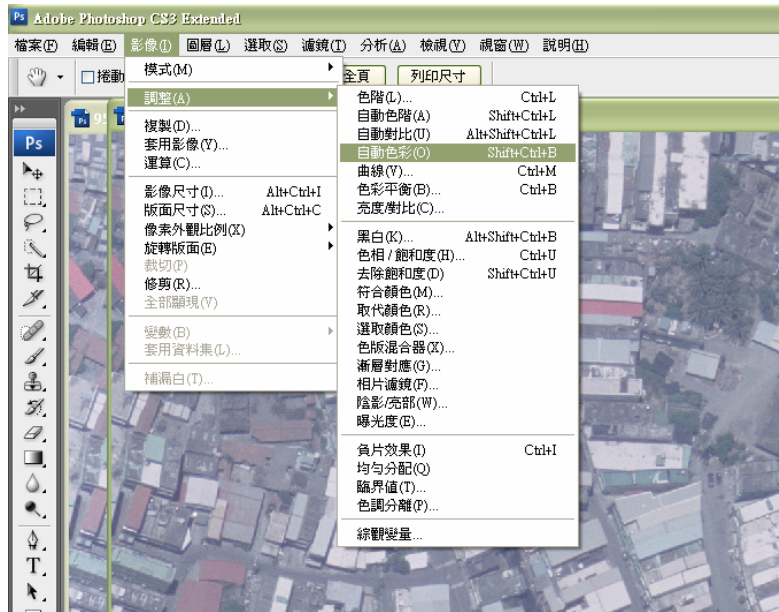 Ps Adobe Photoshop CS3 Extended
檔案(F) 編輯(E) 影像(I) 圖層(L) 選取(S) 濾鏡(T) 分析(A) 檢視(V) 視窗(W) 說明(H)
捲動
全頁
列印尺寸
Ps
模式(M)
調整(A)
複製(D)...
套用影像(Y)...
運算(C)...
影像尺寸(I)... Alt+Ctrl+I
版面尺寸(S)... Alt+Ctrl+C
像素外觀比例(X)
旋轉版面(E)
裁切(P)
修剪(R)...
全部顯現(V)
變數(B)
套用資料集(L)...
補漏白(T)...
色階(L)... Ctrl+L
自動色階(A) Shift+Ctrl+L
自動對比(U) Alt+Shift+Ctrl+L
自動色彩(O) Shift+Ctrl+B
曲線(V)... Ctrl+M
色彩平衡(B)... Ctrl+B
亮度/對比(C)...
黑白(K)... Alt+Shift+Ctrl+B
色相/飽和度(H)... Ctrl+U
去除飽和度(D) Shift+Ctrl+U
符合顏色(M)...
取代顏色(R)...
選取顏色(S)...
色版混合器(X)...
漸層對應(G)...
相片濾鏡(F)...
陰影/亮部(W)...
曝光度(E)...
負片效果(I) Ctrl+I
均勻分配(Q)
臨界值(T)...
色調分離(P)...
綜觀變量...